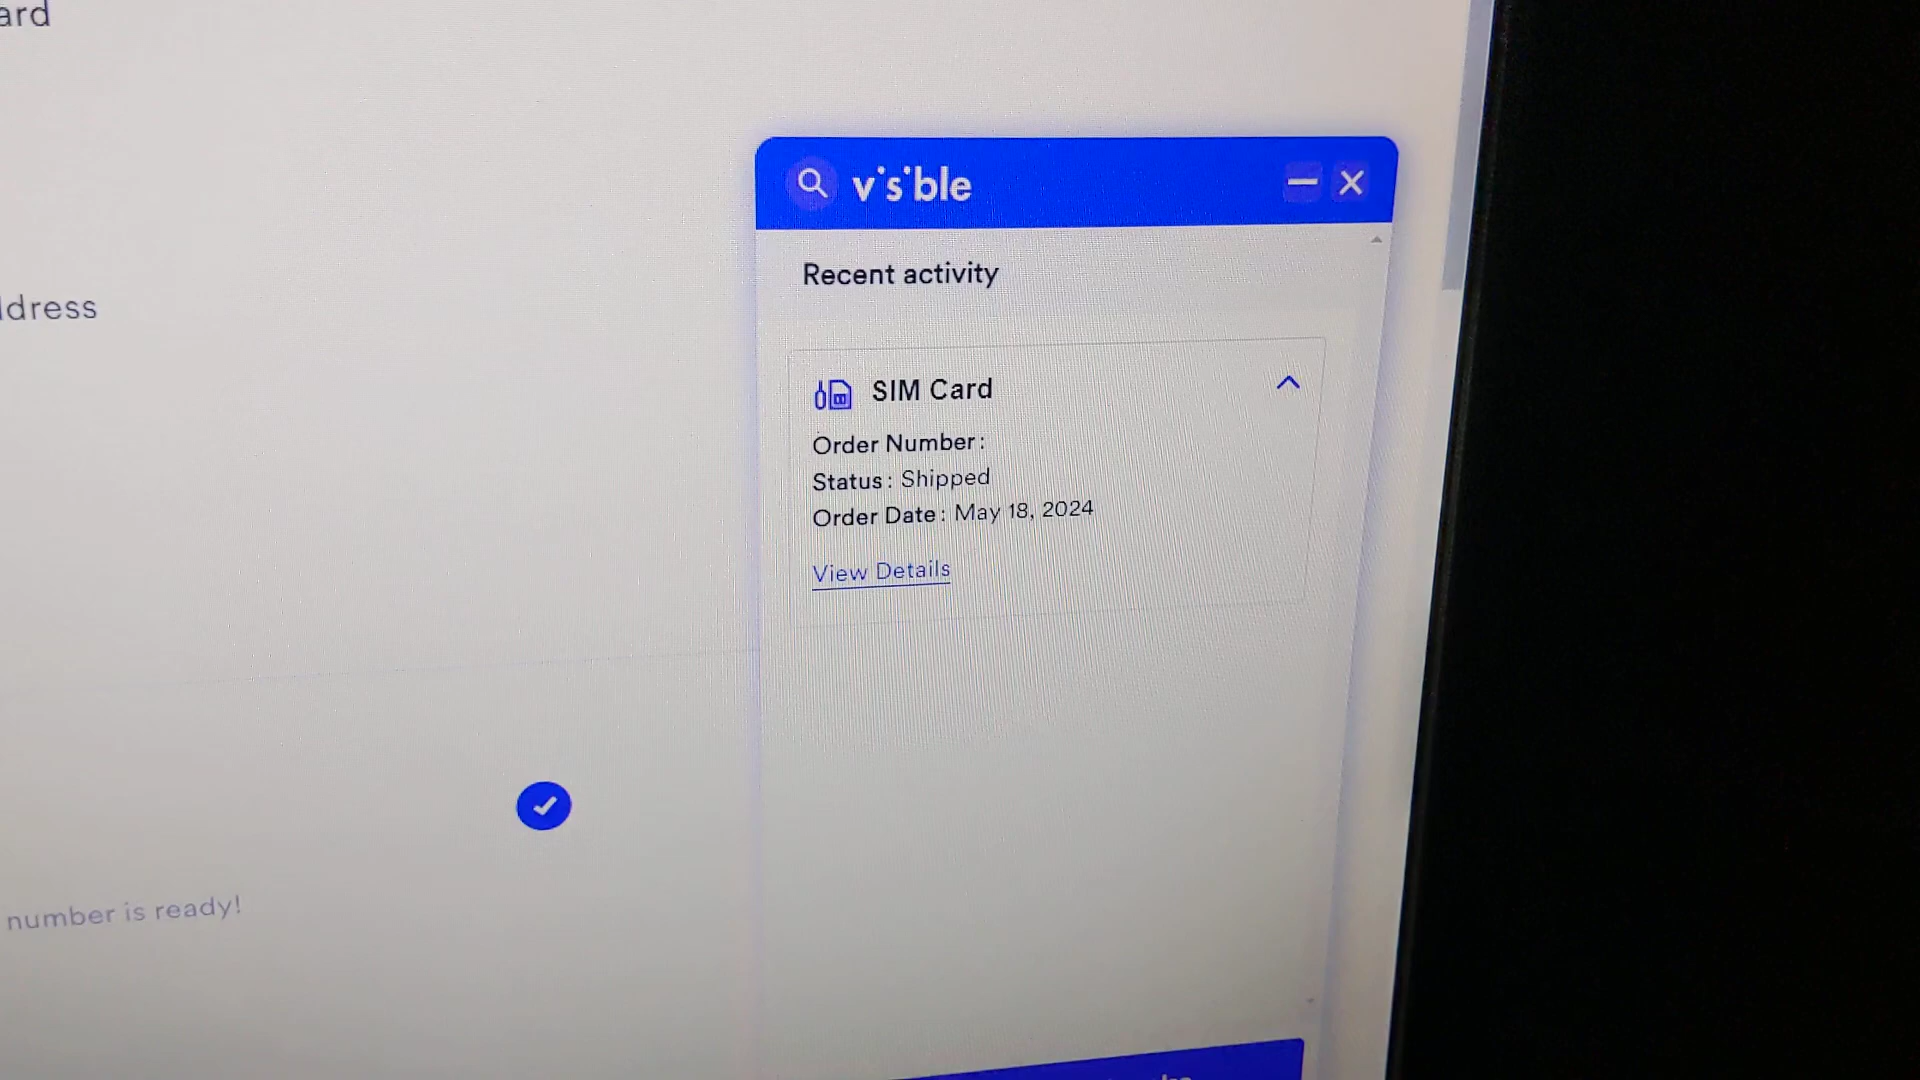 dress
number is ready!
v's'ble
Recent activity
SIM Card
Order Number:
Status: Shipped
Order Date: May 18, 2024
View Details